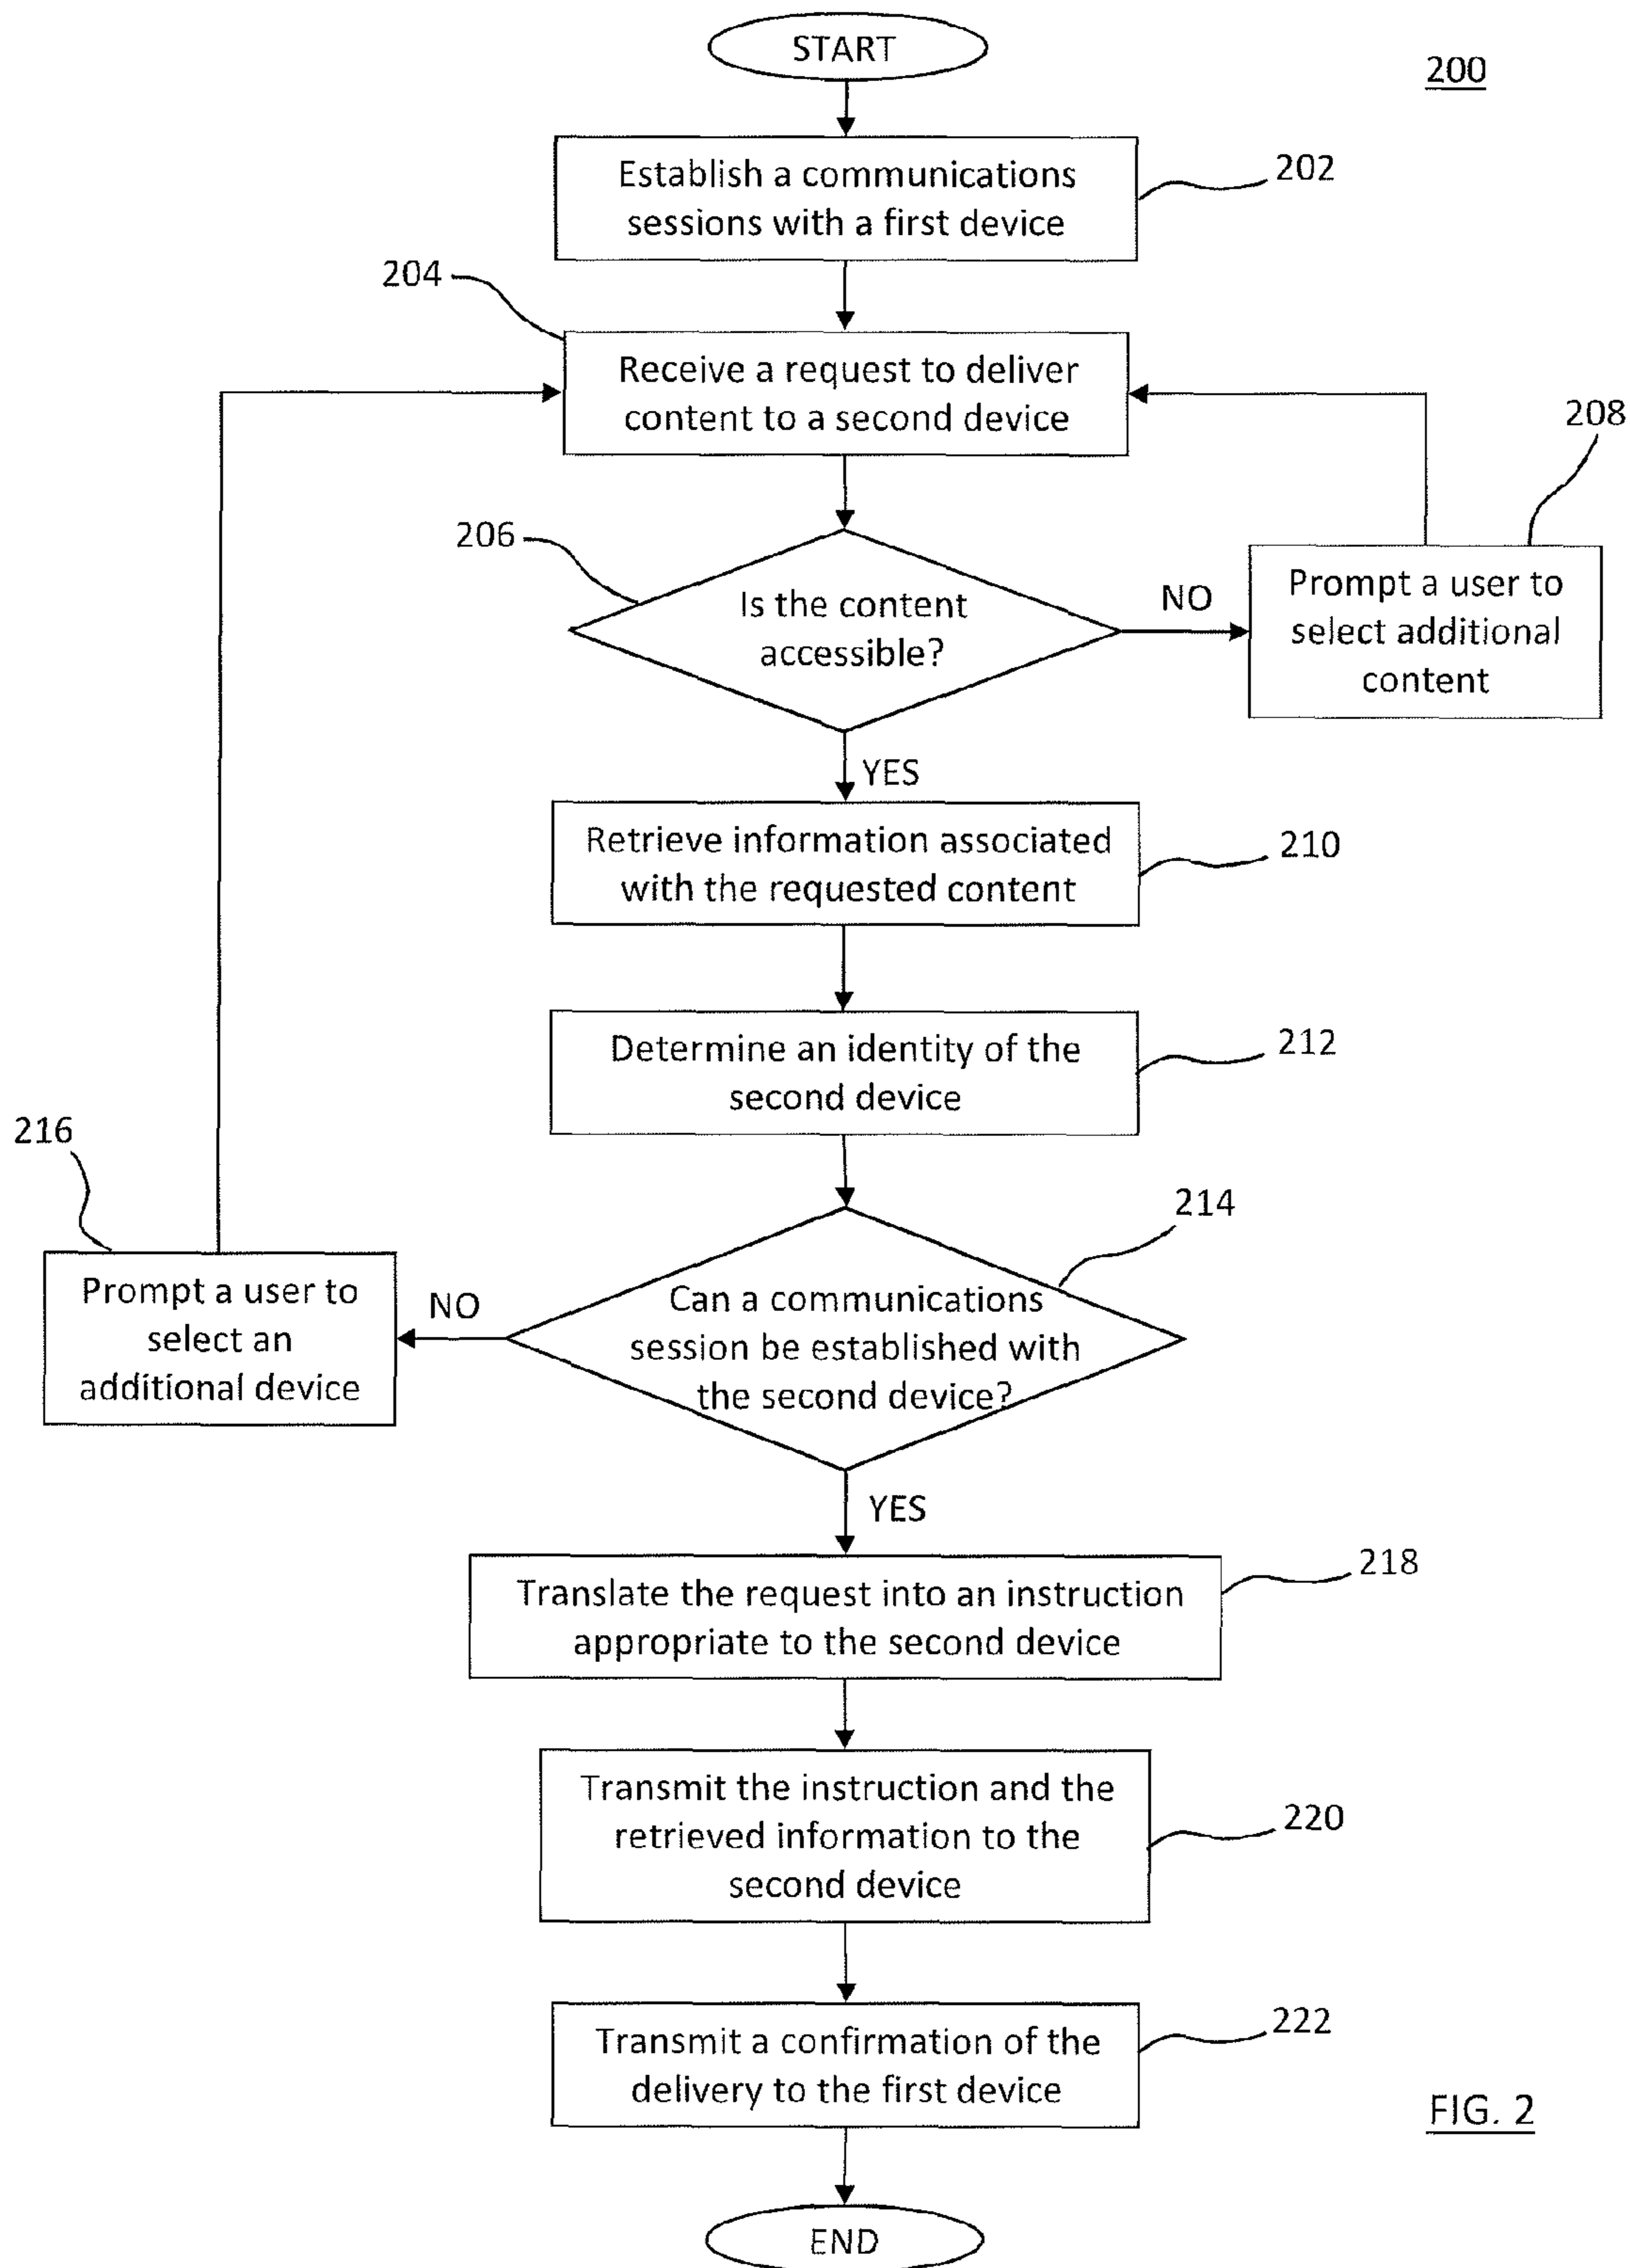 START
200
Establish a communications
sessions with a first device
202
204
Receive a request to deliver
content to a second device
208
206
Is the content
accessible?
NO
Prompt a user to
select additional
content
YES
Retrieve information associated
with the requested content
210
Determine an identity of the
second device
212
216
214
Prompt a user to
select an
additional device
NO
Can a communications
session be established with
the second device?
YES
218
Translate the request into an instruction
appropriate to the second device
Transmit the instruction and the
retrieved information to the
second device
220
Transmit a confirmation of the
delivery to the first device
222
FIG. 2
END